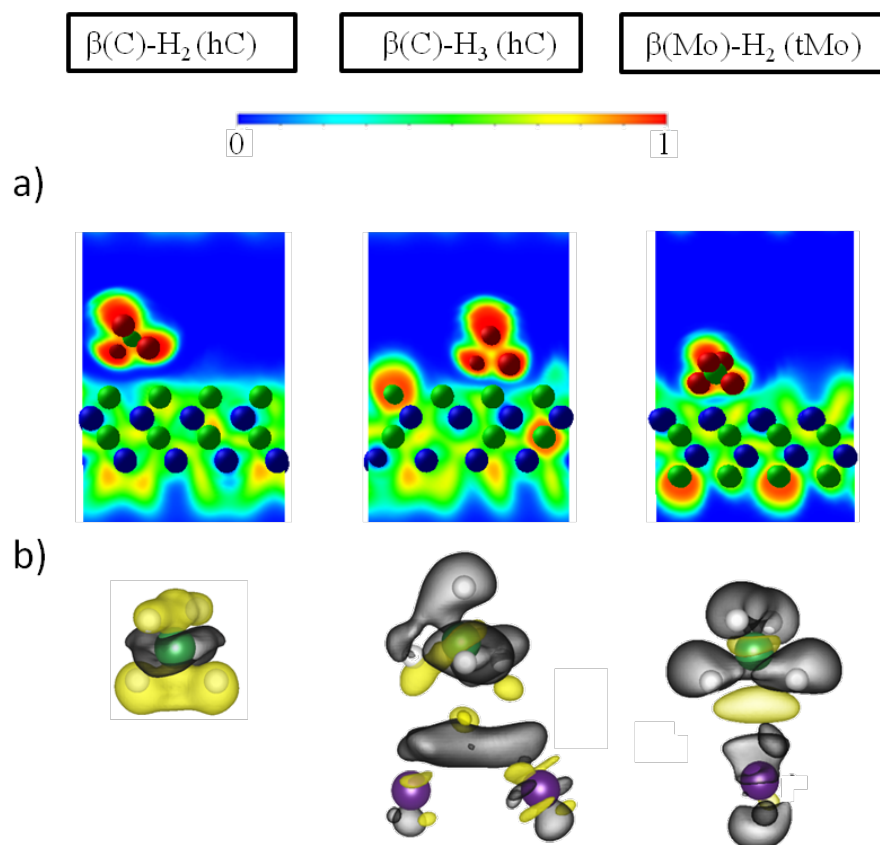 β(C)-H₂ (hC)
β(C)-H₃ (hC)
β(Mo)-H₂ (tMo)
0
1
a)
b)